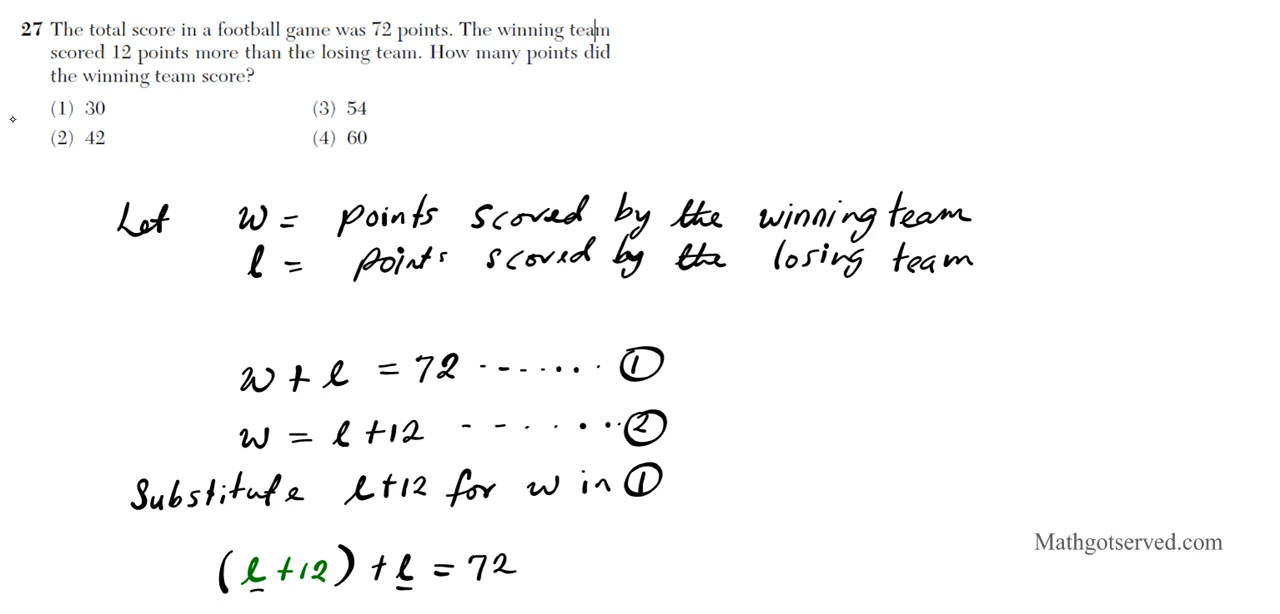 27 The total score in a football game was 72 points. The winning team
scored 12 points more than the losing team. How many points did
the winning team score?
(1) 30 (3) 54
(2) 42 (4) 60
Let w = points scored by the winning team
l = points scored by the losing team
w + l = 72 ------- ①
w = l + 12 ------- ②
Substitute l+12 for w in ①
(l + 12) + l = 72
Mathgotserved.com